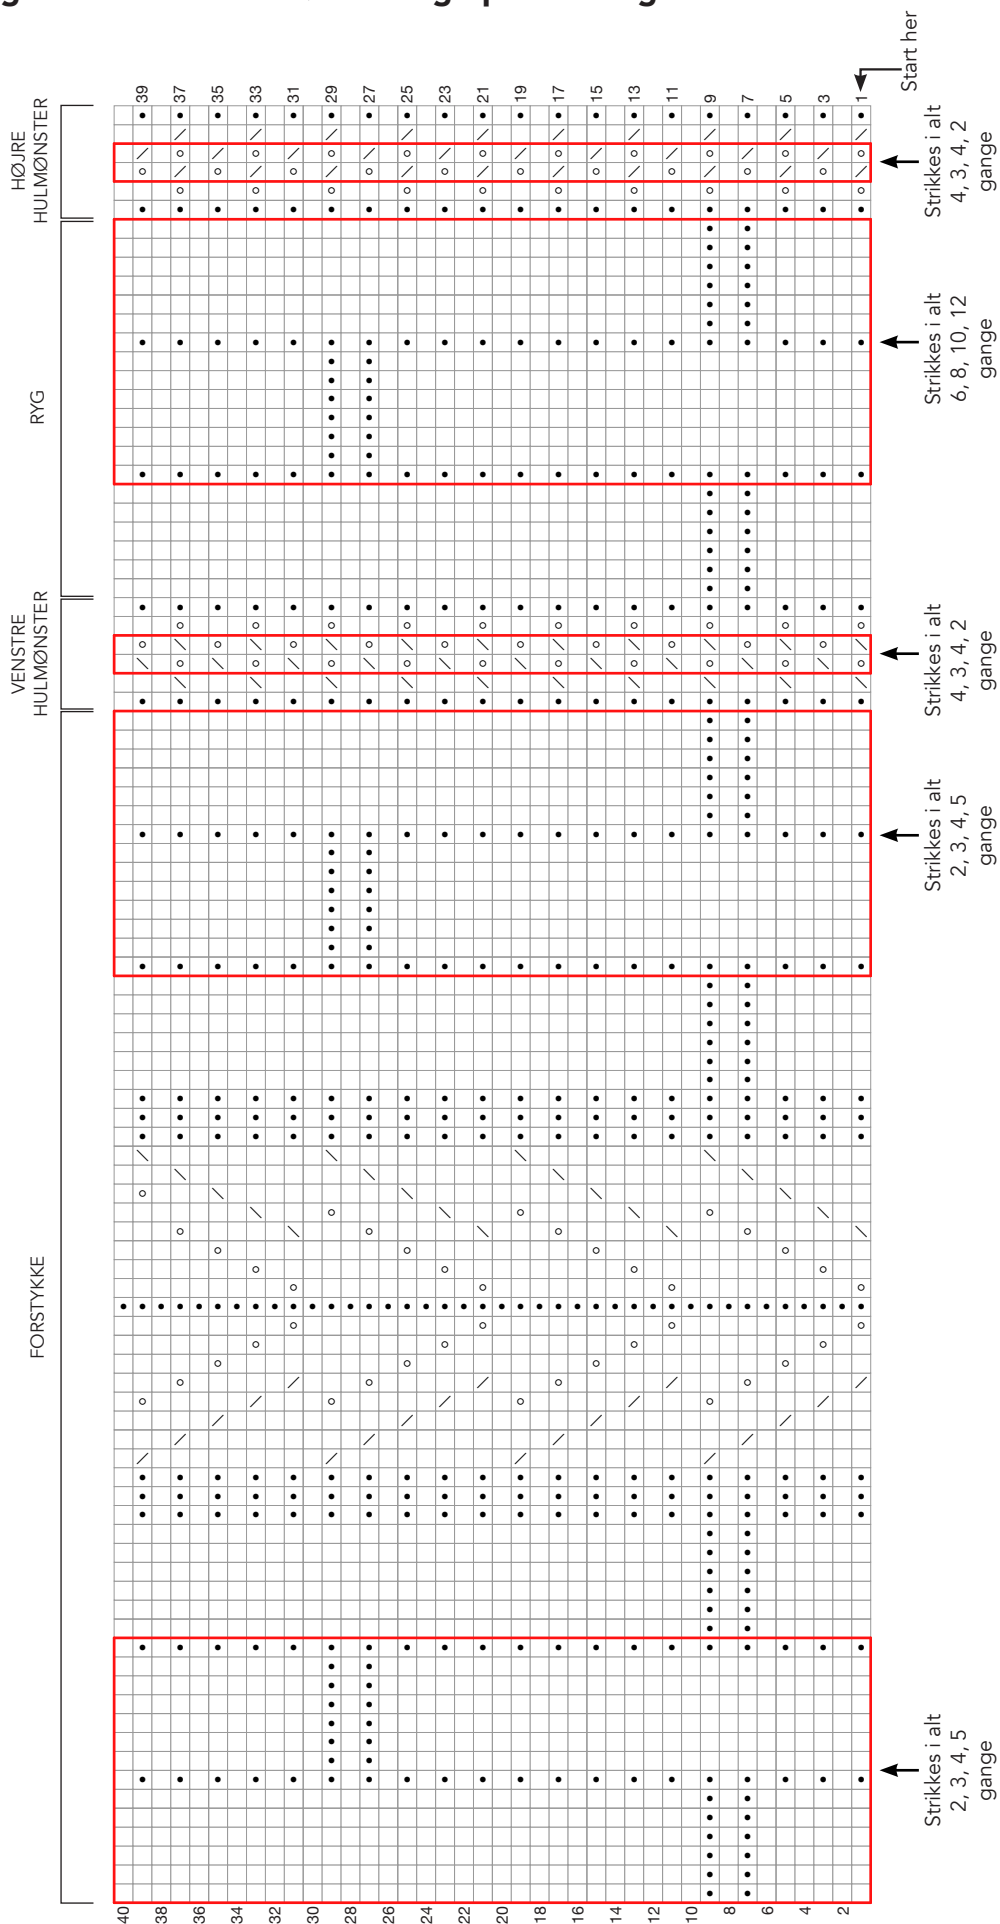 FORSTYKKE
VENSTRE
HULMØNSTER
RYG
HØJRE
HULMØNSTER
40
39
38
37
36
35
34
33
32
31
30
29
28
27
26
25
24
23
22
21
20
19
18
17
16
15
14
13
12
11
10
9
8
7
6
5
4
3
2
1
Start her
Strikkes i alt
2, 3, 4, 5
gange
Strikkes i alt
2, 3, 4, 5
gange
Strikkes i alt
4, 3, 4, 2
gange
Strikkes i alt
6, 8, 10, 12
gange
Strikkes i alt
4, 3, 4, 2
gange